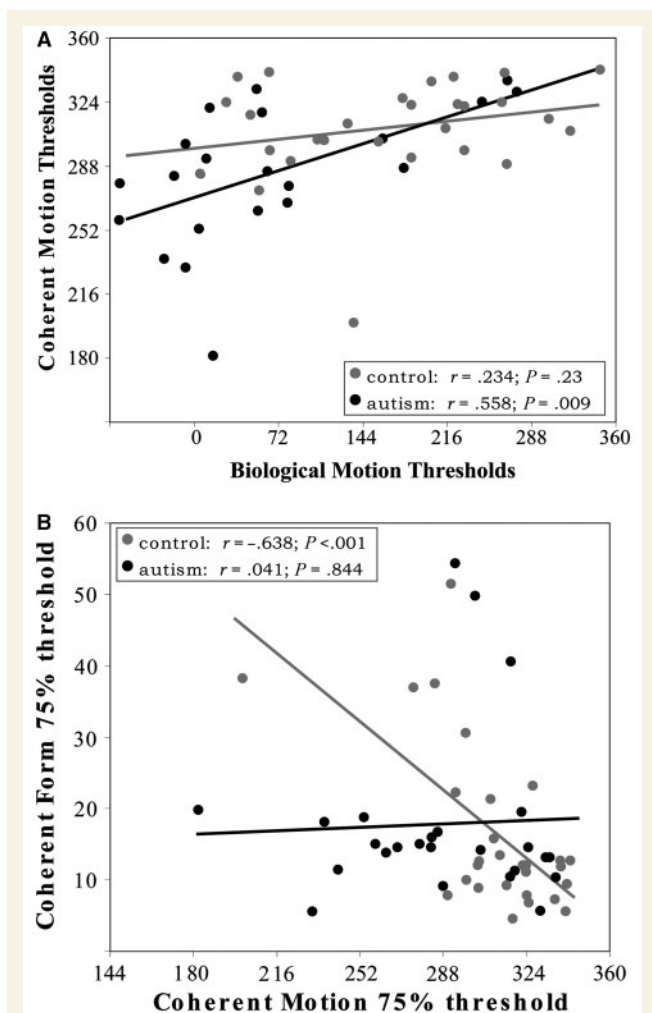 A
Coherent Motion Thresholds
360
324
288
252
216
180
control: r = .234; P = .23
autism: r = .558; P = .009
0 72 144 216 288 360
Biological Motion Thresholds
B
Coherent Form 75% threshold
60
50
40
30
20
10
control: r = -.638; P <.001
autism: r = .041; P = .844
144 180 216 252 288 324 360
Coherent Motion 75% threshold